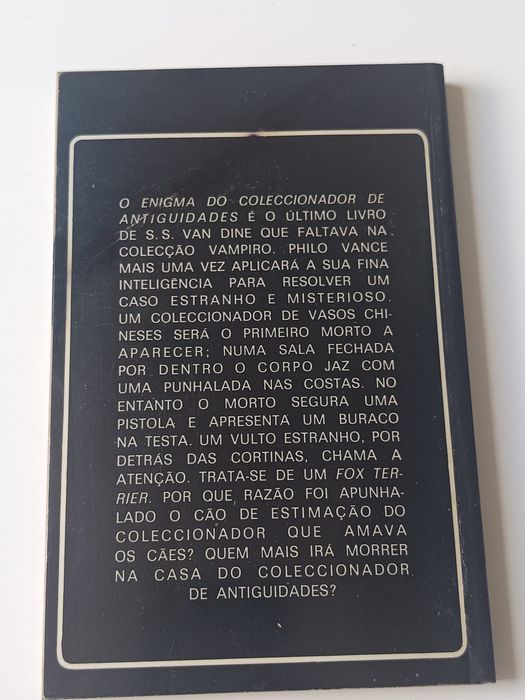 O ENIGMA DO COLECCIONADOR DE
ANTIGUIDADES É O ÚLTIMO LIVRO
DE S. S. VAN DINE QUE FALTAVA NA
COLECÇÃO VAMPIRO. PHILO VANCE
MAIS UMA VEZ APLICARÁ A SUA FINA
INTELIGÊNCIA PARA RESOLVER UM
CASO ESTRANHO E MISTERIOSO.
UM COLECCIONADOR DE VASOS CHI-
NESES SERÁ O PRIMEIRO MORTO A
APARECER; NUMA SALA FECHADA
POR DENTRO O CORPO JAZ COM
UMA PUNHALADA NAS COSTAS. NO
ENTANTO O MORTO SEGURA UMA
PISTOLA E APRESENTA UM BURACO
NA TESTA. UM VULTO ESTRANHO, POR
DETRÁS DAS CORTINAS, CHAMA A
ATENÇÃO. TRATA-SE DE UM FOX TER-
RIER. POR QUE RAZÃO FOI APUNHA-
LADO O CÃO DE ESTIMAÇÃO DO
COLECCIONADOR QUE AMAVA
OS CÃES? QUEM MAIS IRÁ MORRER
NA CASA DO COLECCIONADOR
DE ANTIGUIDADES?